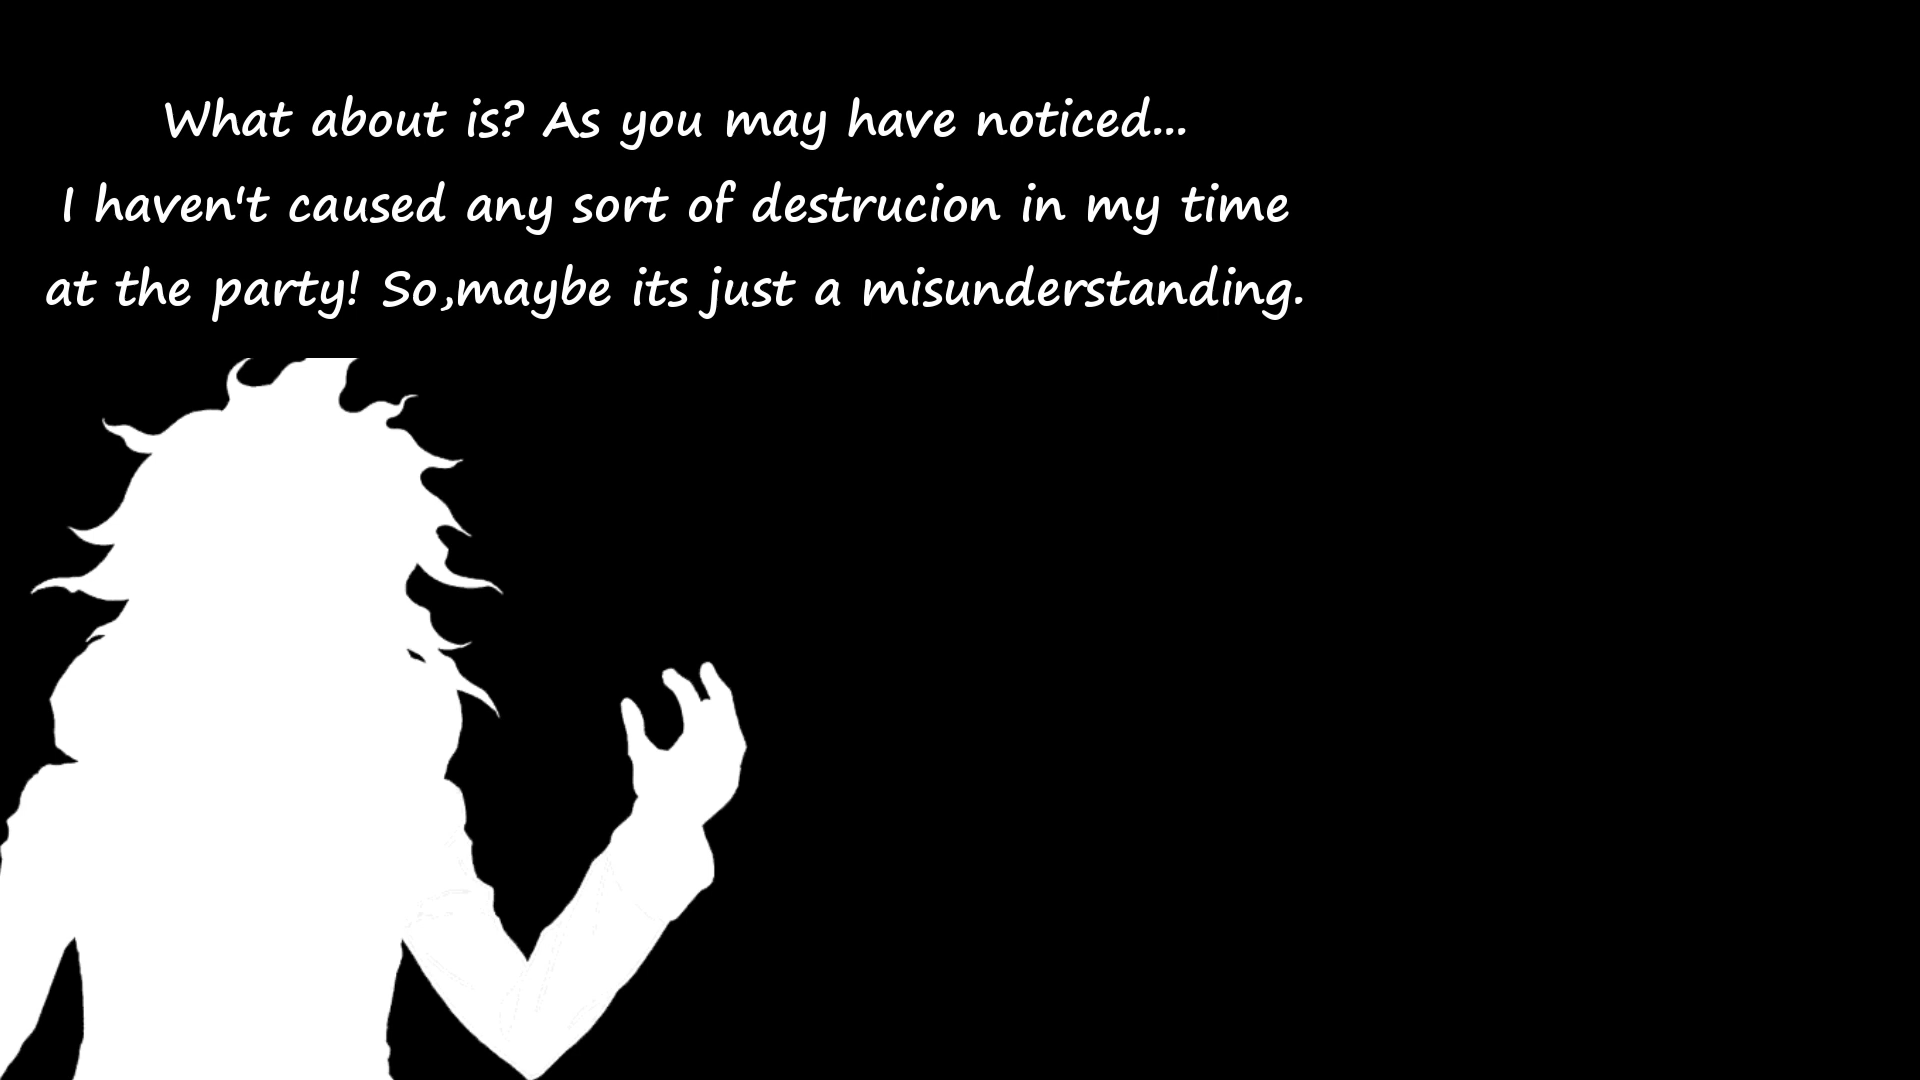 What about is? As you may have noticed...
I haven't caused any sort of destrucion in my time
at the party! So,maybe its just a misunderstanding.